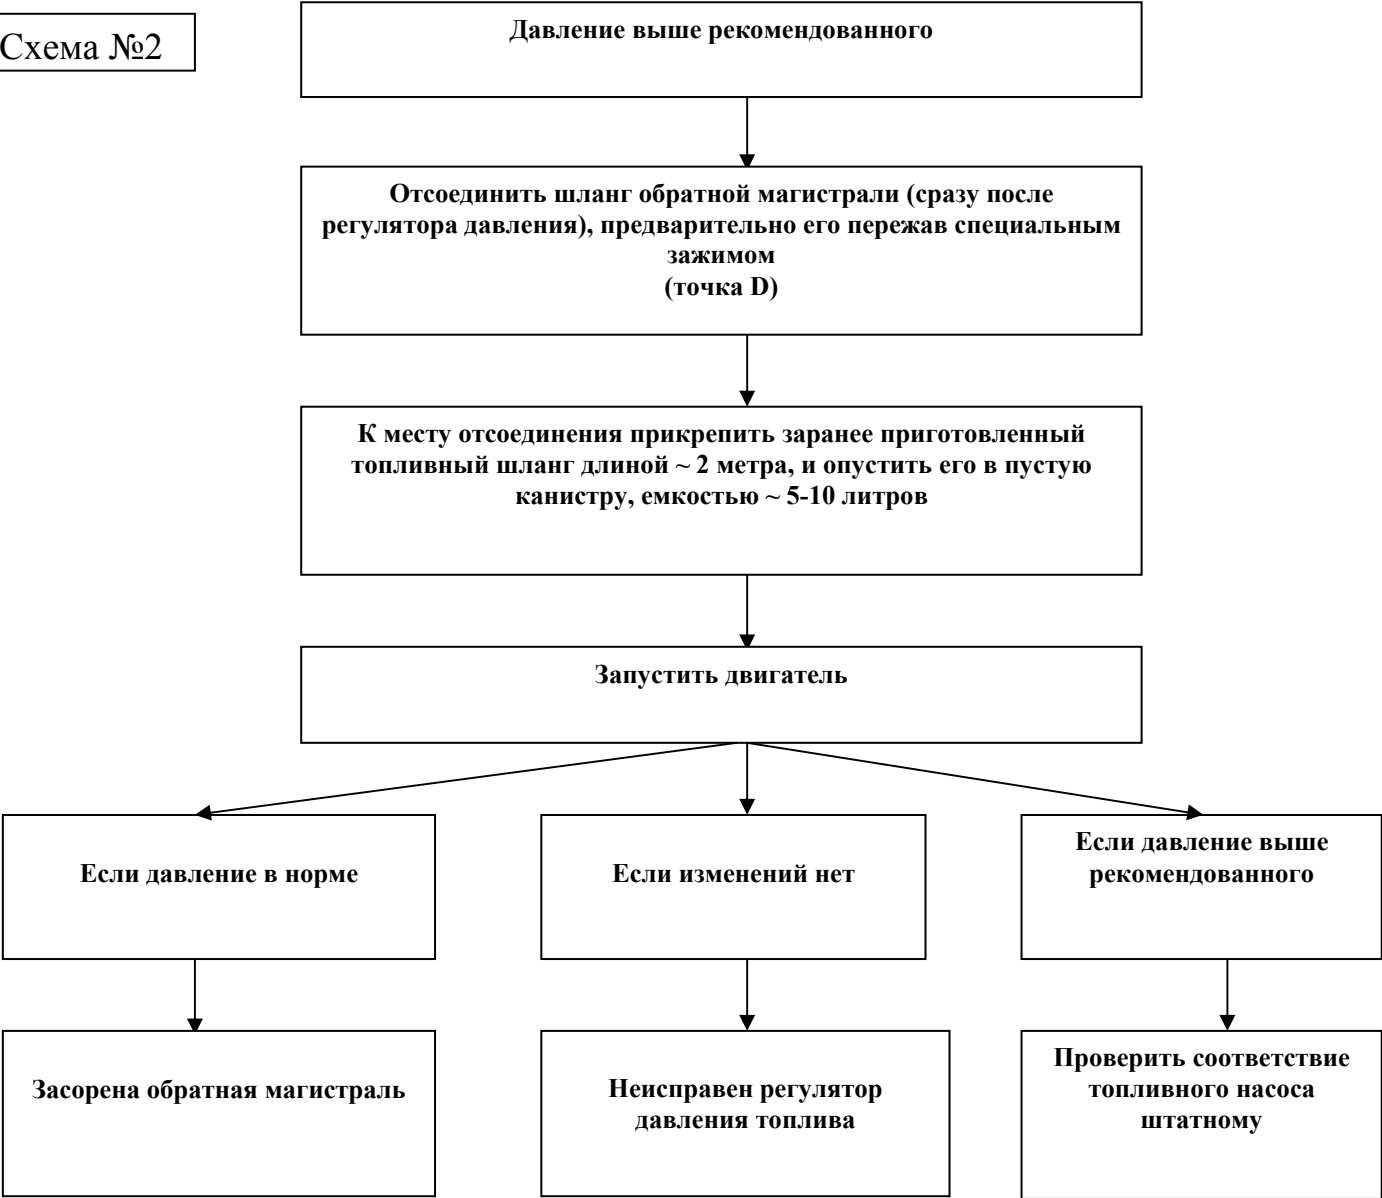 Схема №2
Давление выше рекомендованного
Отсоединить шланг обратной магистрали (сразу после
регулятора давления), предварительно его пережав специальным
зажимом
(точка D)
К месту отсоединения прикрепить заранее приготовленный
топливный шланг длиной ~ 2 метра, и опустить его в пустую
канистру, емкостью ~ 5-10 литров
Запустить двигатель
Если давление в норме
Если изменений нет
Если давление выше
рекомендованного
Засорена обратная магистраль
Неисправен регулятор
давления топлива
Проверить соответствие
топливного насоса
штатному